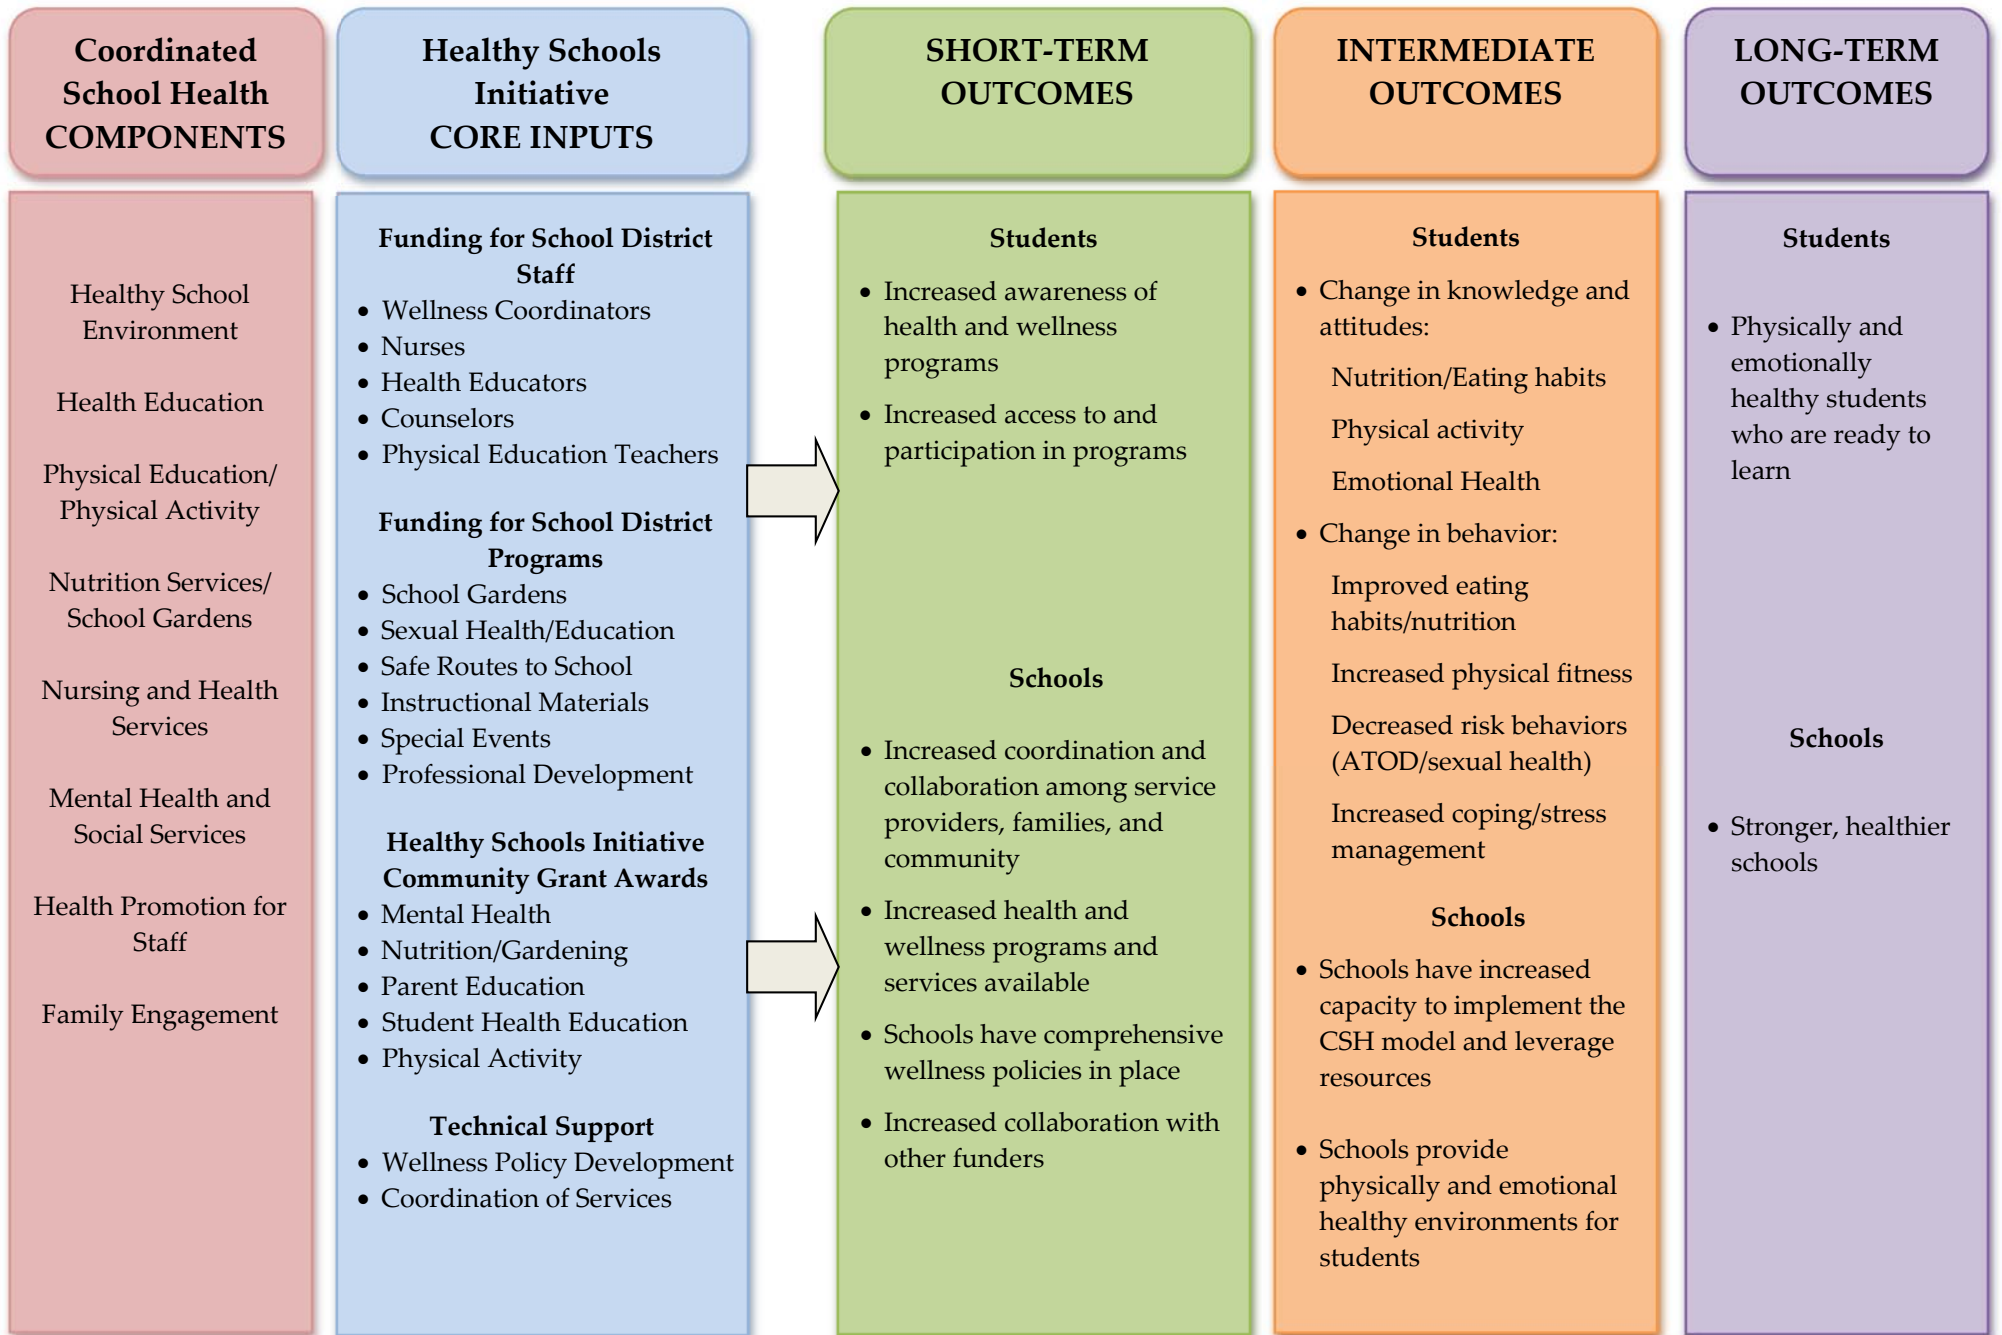 Coordinated
School Health
COMPONENTS
Healthy School
Environment
Health Education
Physical Education/
Physical Activity
Nutrition Services/
School Gardens
Nursing and Health
Services
Mental Health and
Social Services
Health Promotion for
Staff
Family Engagement
Healthy Schools
Initiative
CORE INPUTS
Funding for School District
Staff
• Wellness Coordinators
• Nurses
• Health Educators
• Counselors
• Physical Education Teachers
Funding for School District
Programs
• School Gardens
• Sexual Health/Education
• Safe Routes to School
• Instructional Materials
• Special Events
• Professional Development
Healthy Schools Initiative
Community Grant Awards
• Mental Health
• Nutrition/Gardening
• Parent Education
• Student Health Education
• Physical Activity
Technical Support
• Wellness Policy Development
• Coordination of Services
SHORT-TERM
OUTCOMES
Students
• Increased awareness of
health and wellness
programs
• Increased access to and
participation in programs
Schools
• Increased coordination and
collaboration among service
providers, families, and
community
• Increased health and
wellness programs and
services available
• Schools have comprehensive
wellness policies in place
• Increased collaboration with
other funders
INTERMEDIATE
OUTCOMES
Students
• Change in knowledge and
attitudes:
Nutrition/Eating habits
Physical activity
Emotional Health
• Change in behavior:
Improved eating
habits/nutrition
Increased physical fitness
Decreased risk behaviors
(ATOD/sexual health)
Increased coping/stress
management
Schools
• Schools have increased
capacity to implement the
CSH model and leverage
resources
• Schools provide
physically and emotional
healthy environments for
students
LONG-TERM
OUTCOMES
Students
• Physically and
emotionally
healthy students
who are ready to
learn
Schools
• Stronger, healthier
schools